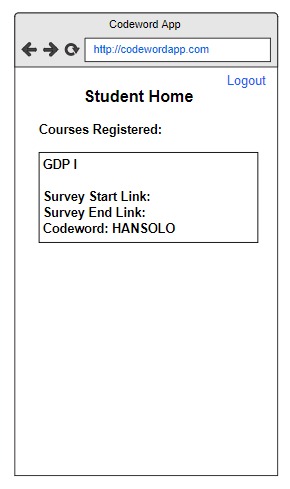 Codeword App
http://codewordapp.com
Logout
Student Home
Courses Registered:
GDP I
Survey Start Link:
Survey End Link:
Codeword: HANSOLO